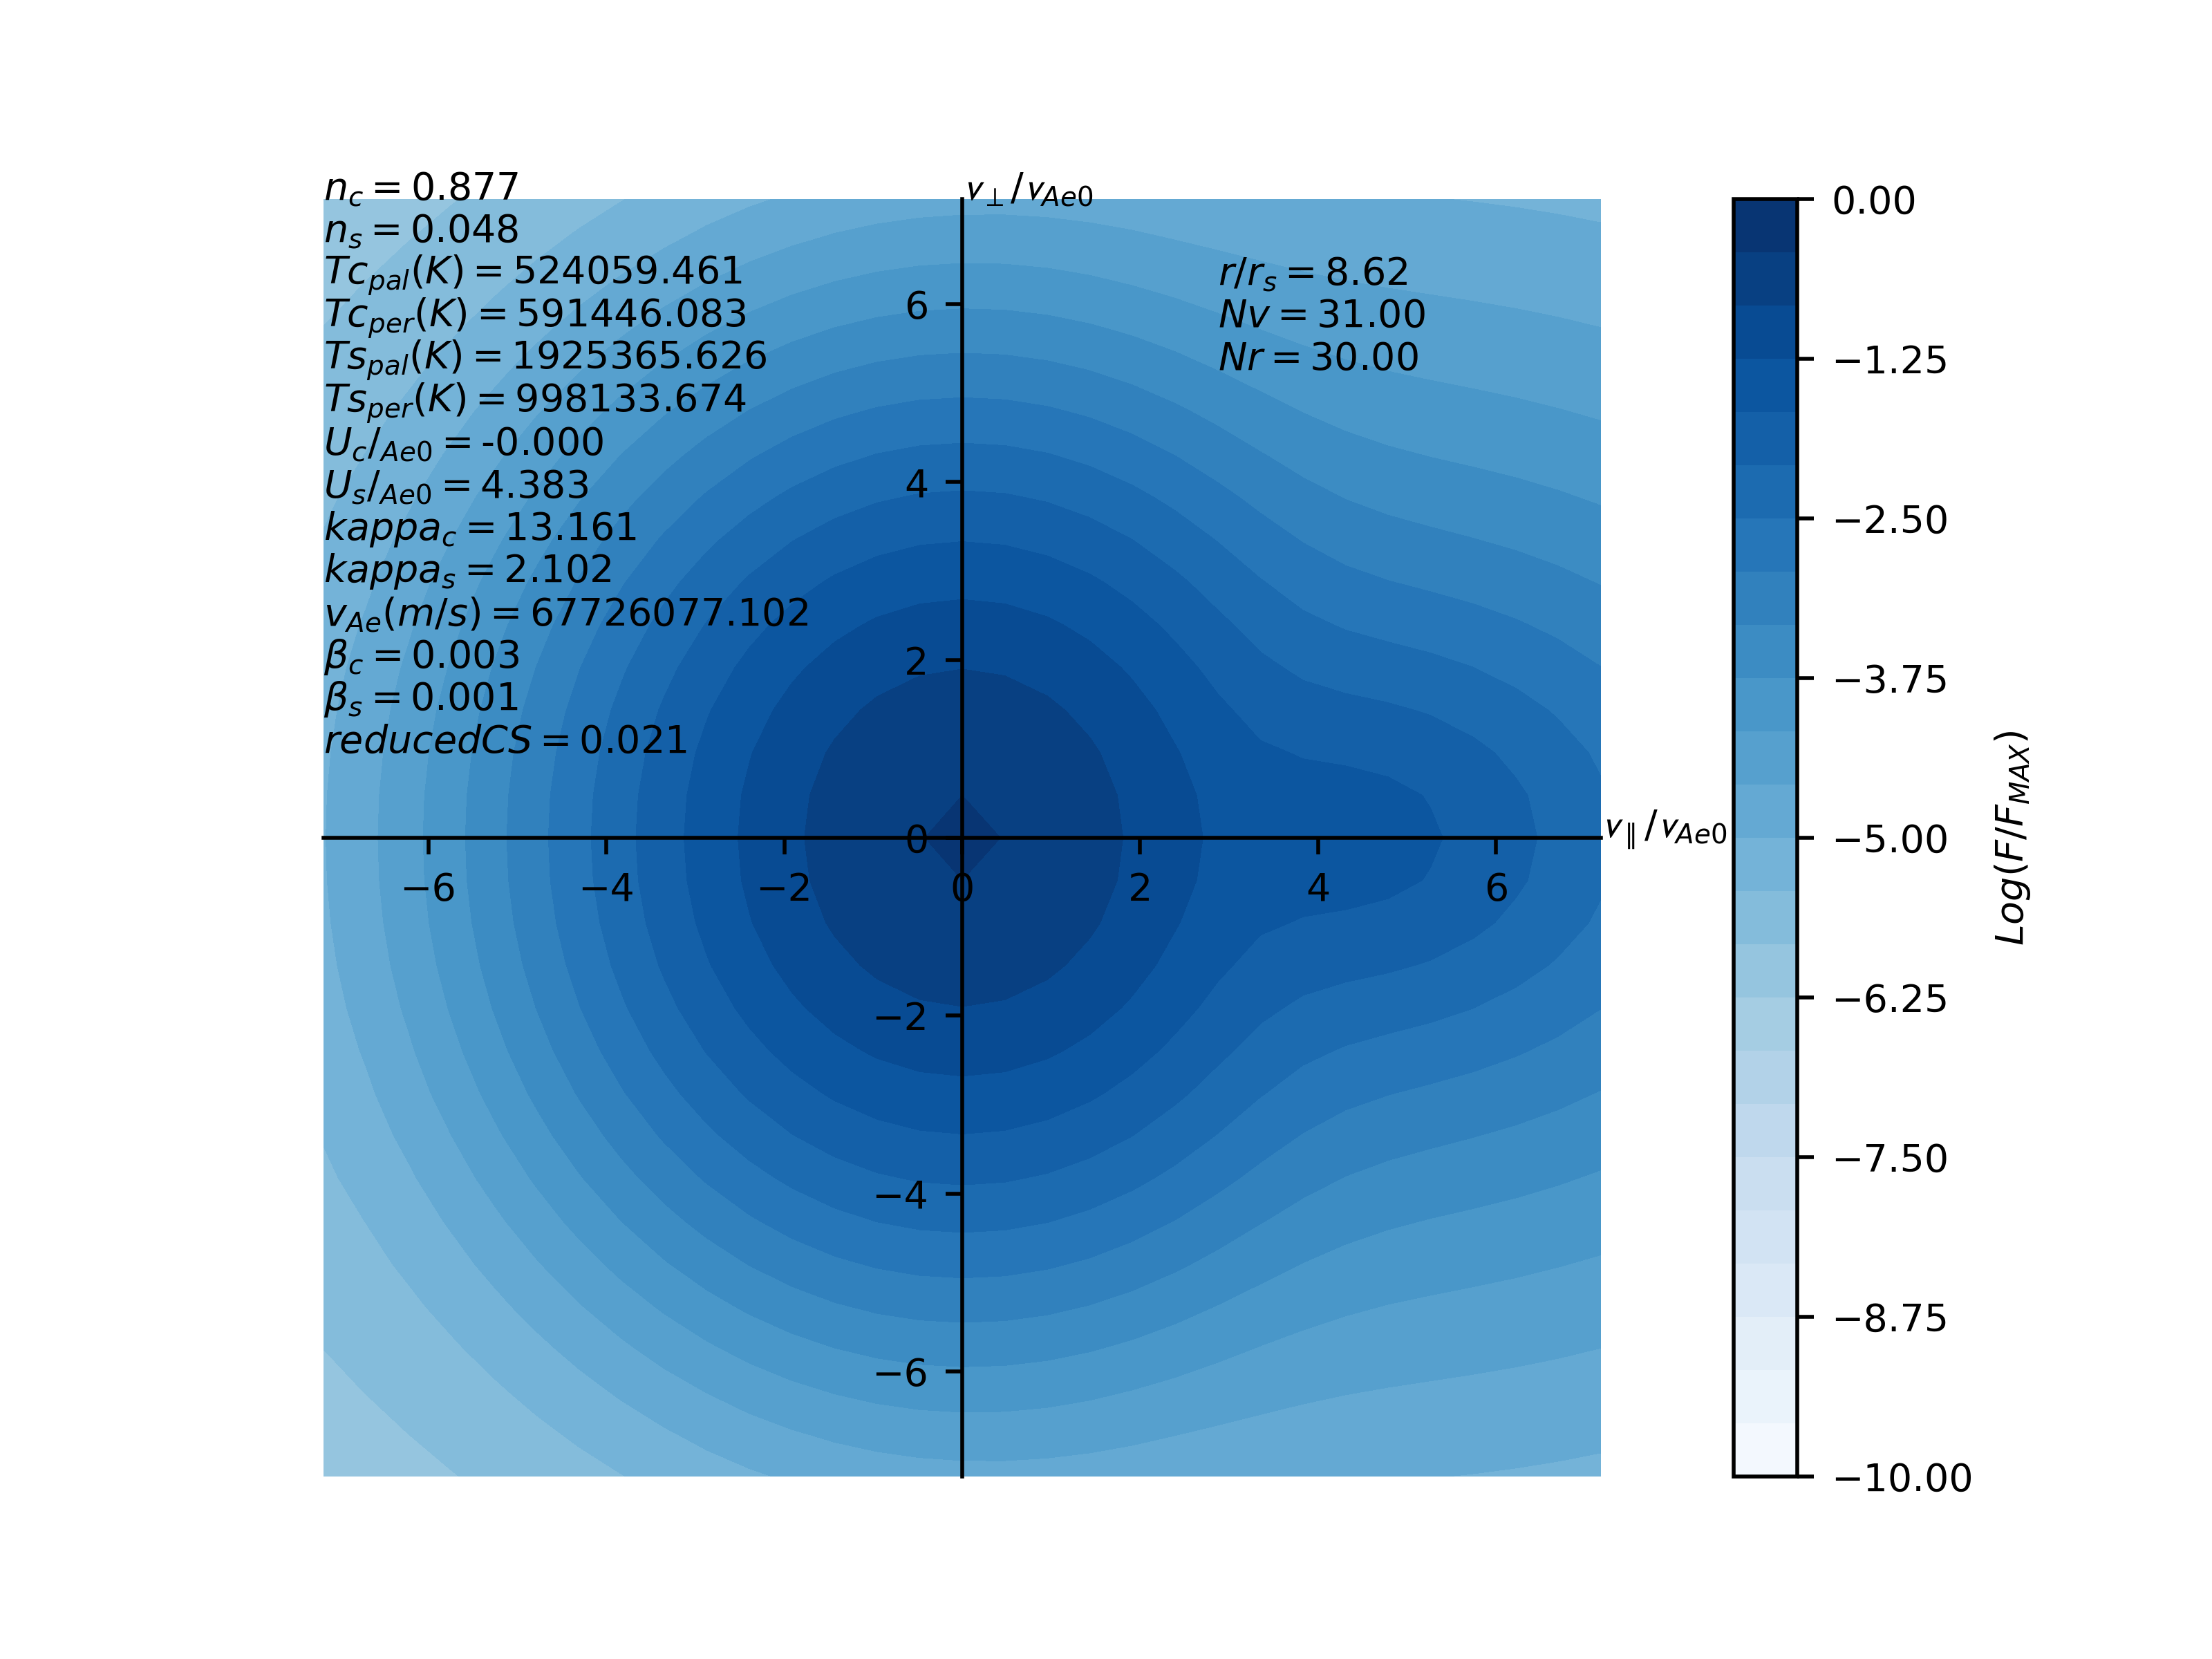 n_c = 0.877
n_s = 0.048
Tc_pal(K) = 524059.461
Tc_per(K) = 591446.083
Ts_pal(K) = 1925365.626
Ts_per(K) = 998133.674
U_c/_Ae0 = -0.000
U_s/_Ae0 = 4.383
kappa_c = 13.161
kappa_s = 2.102
v_Ae(m/s) = 67726077.102
β_c = 0.003
β_s = 0.001
reducedCS = 0.021
v_⊥/v_Ae0
r/r_s = 8.62
Nv = 31.00
Nr = 30.00
6
4
2
0
−2
−4
−6
−6 −4 −2 0 2 4 6
v_∥/v_Ae0
0.00
−1.25
−2.50
−3.75
−5.00
−6.25
−7.50
−8.75
−10.00
Log(F/F_MAX)